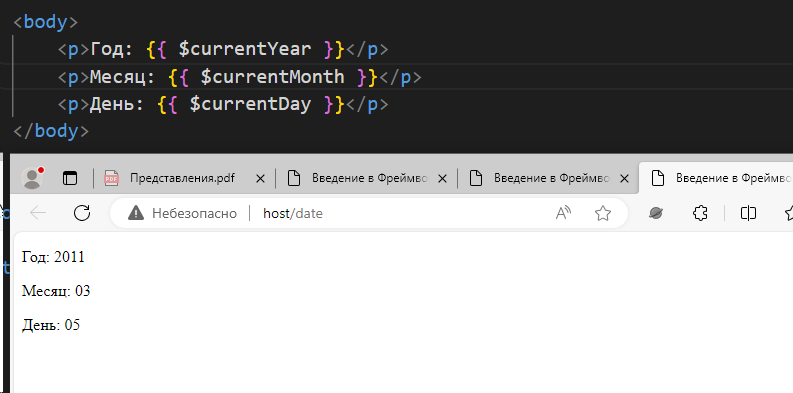 <body>
<p>Год: {{ $currentYear }}</p>
<p>Месяц: {{ $currentMonth }}</p>
<p>День: {{ $currentDay }}</p>
</body>
PDF Представления.pdf Введение в Фреймво Введение в Фреймво Введение в Фреймво
Небезопасно host/date
Год: 2011
Месяц: 03
День: 05